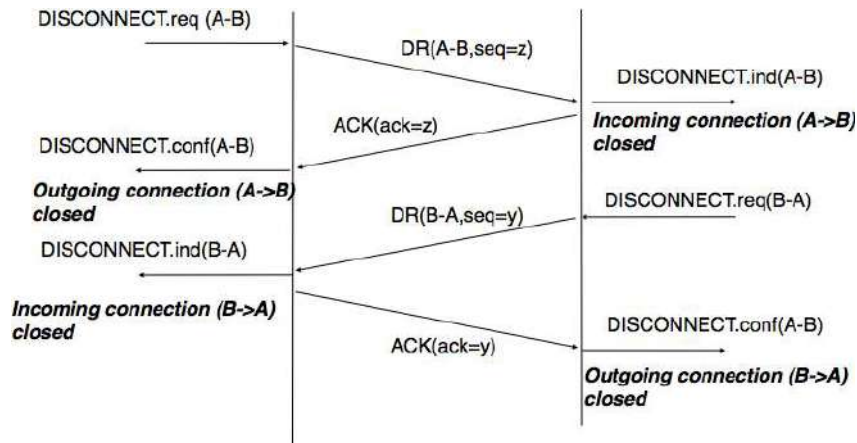 DISCONNECT.req (A-B)
DR(A-B,seq=z)
DISCONNECT.ind(A-B)
Incoming connection (A->B)
closed
ACK(ack=z)
DISCONNECT.conf(A-B)
Outgoing connection (A->B)
closed
DISCONNECT.req(B-A)
DR(B-A,seq=y)
DISCONNECT.ind(B-A)
Incoming connection (B->A)
closed
ACK(ack=y)
DISCONNECT.conf(A-B)
Outgoing connection (B->A)
closed